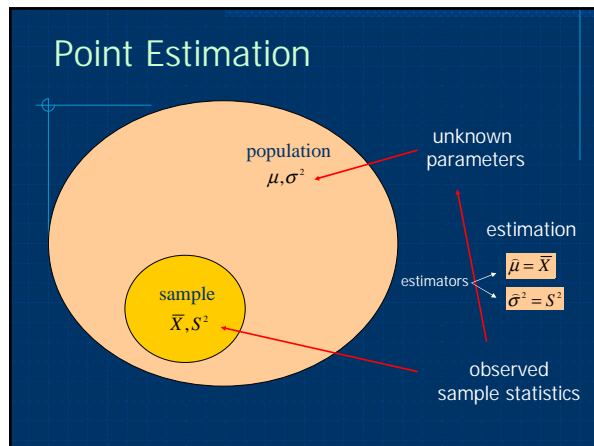 Point Estimation
population
μ,σ²
sample
X̄,S²
unknown
parameters
estimation
estimators
μ̂ = X̄
σ̂² = S²
observed
sample statistics